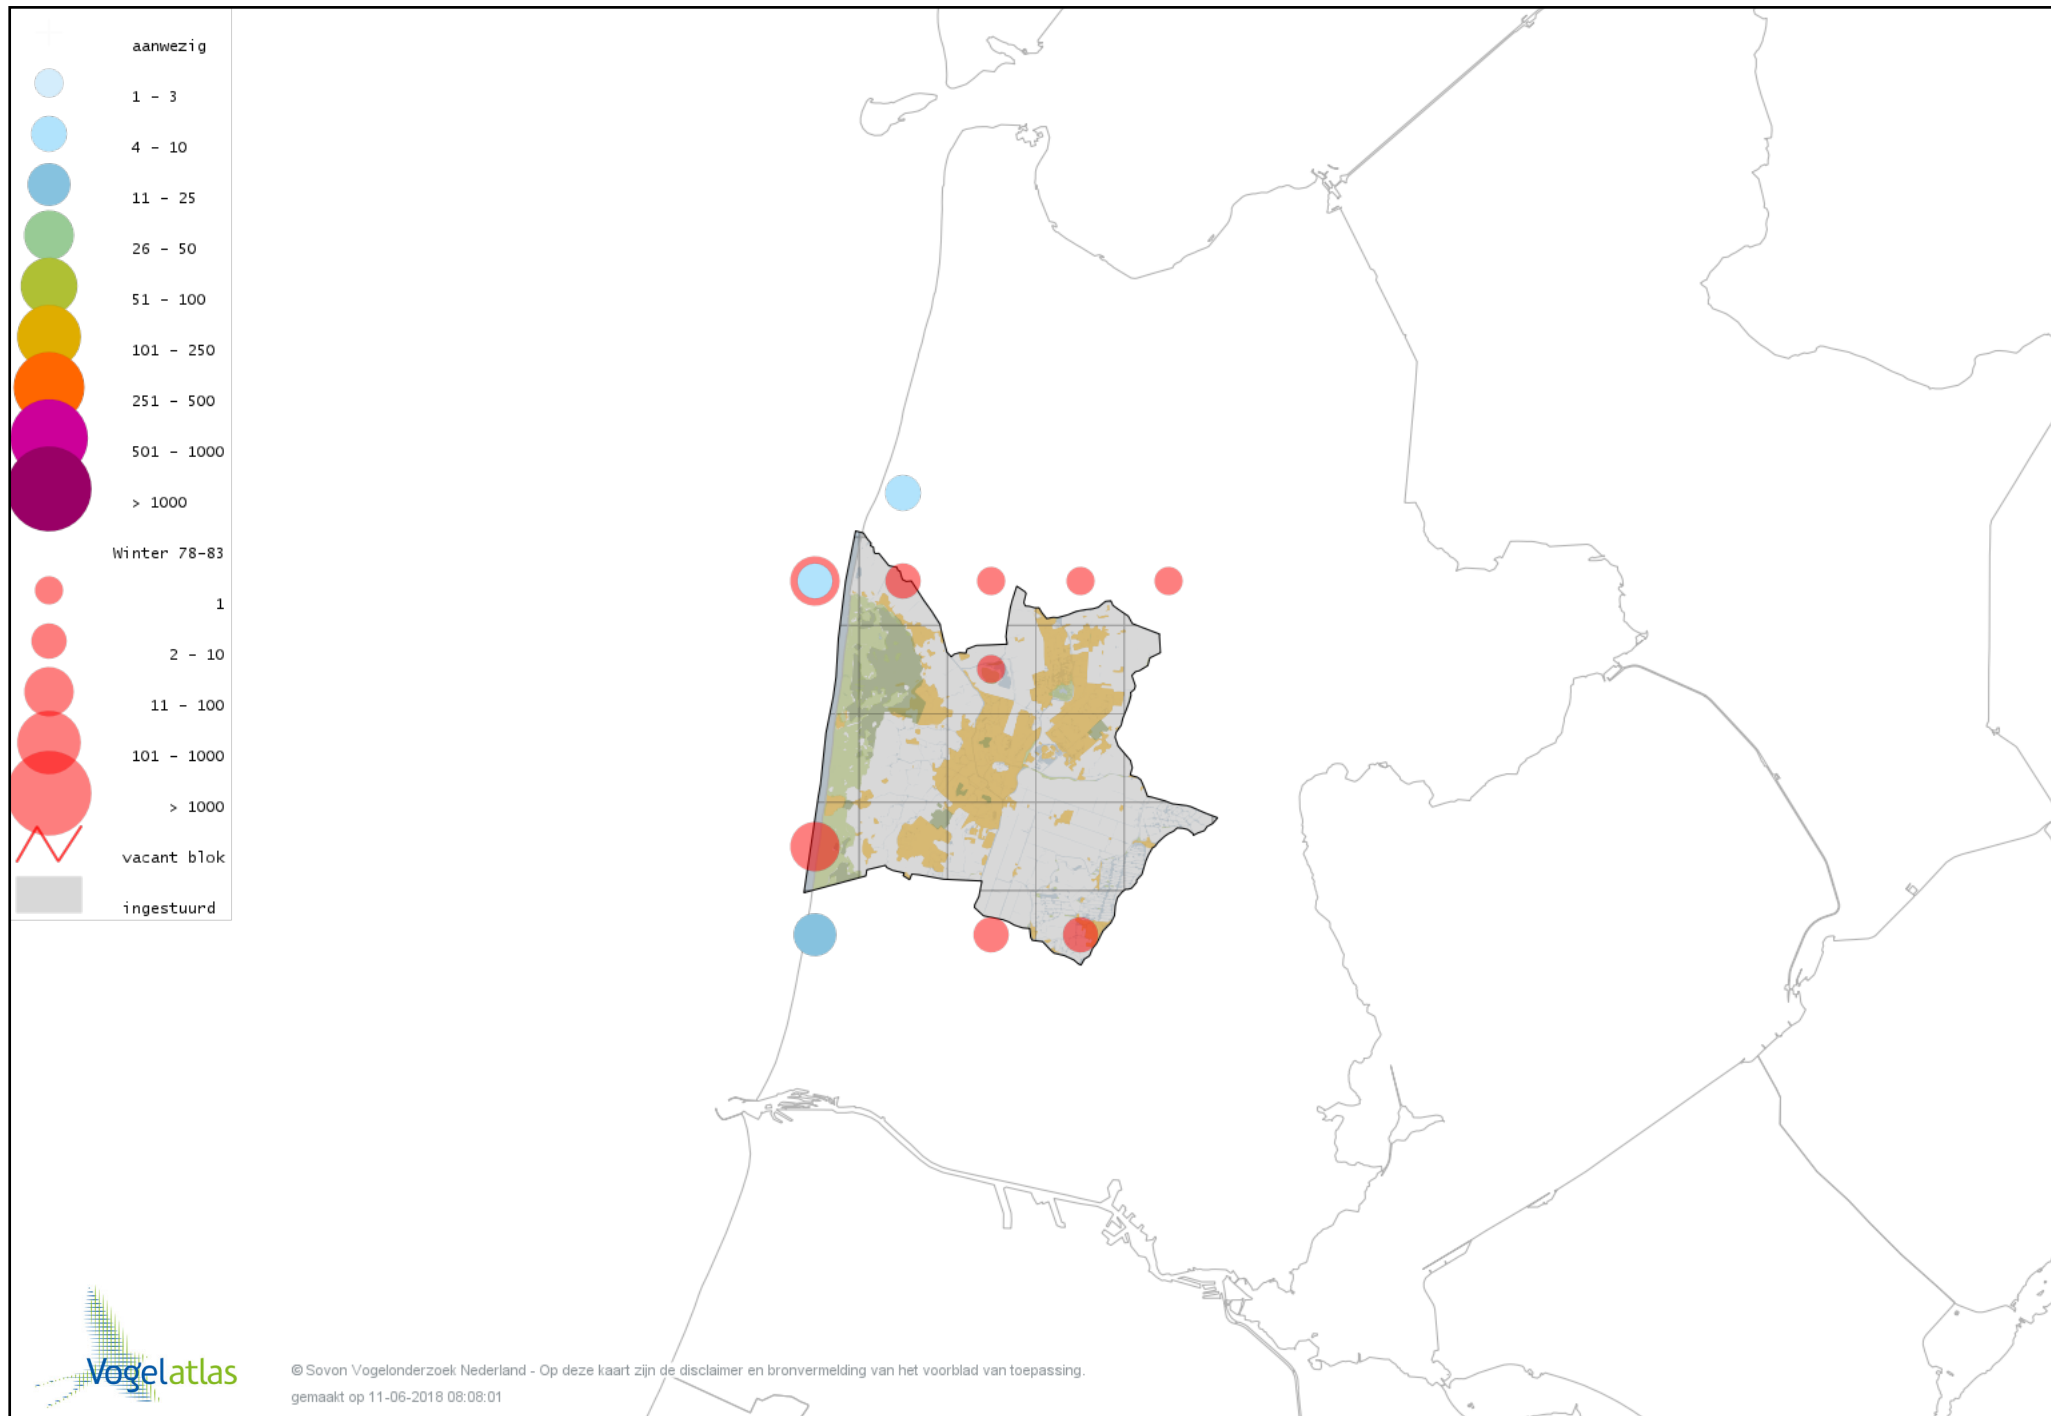 aanwezig
1 - 3
4 - 10
11 - 25
26 - 50
51 - 100
101 - 250
251 - 500
501 - 1000
> 1000
Winter 78-83
1
2 - 10
11 - 100
101 - 1000
> 1000
vacant blok
ingestuurd
Vogelatlas
© Sovon Vogelonderzoek Nederland - Op deze kaart zijn de disclaimer en bronvermelding van het voorblad van toepassing.
gemaakt op 11-06-2018 08:08:01